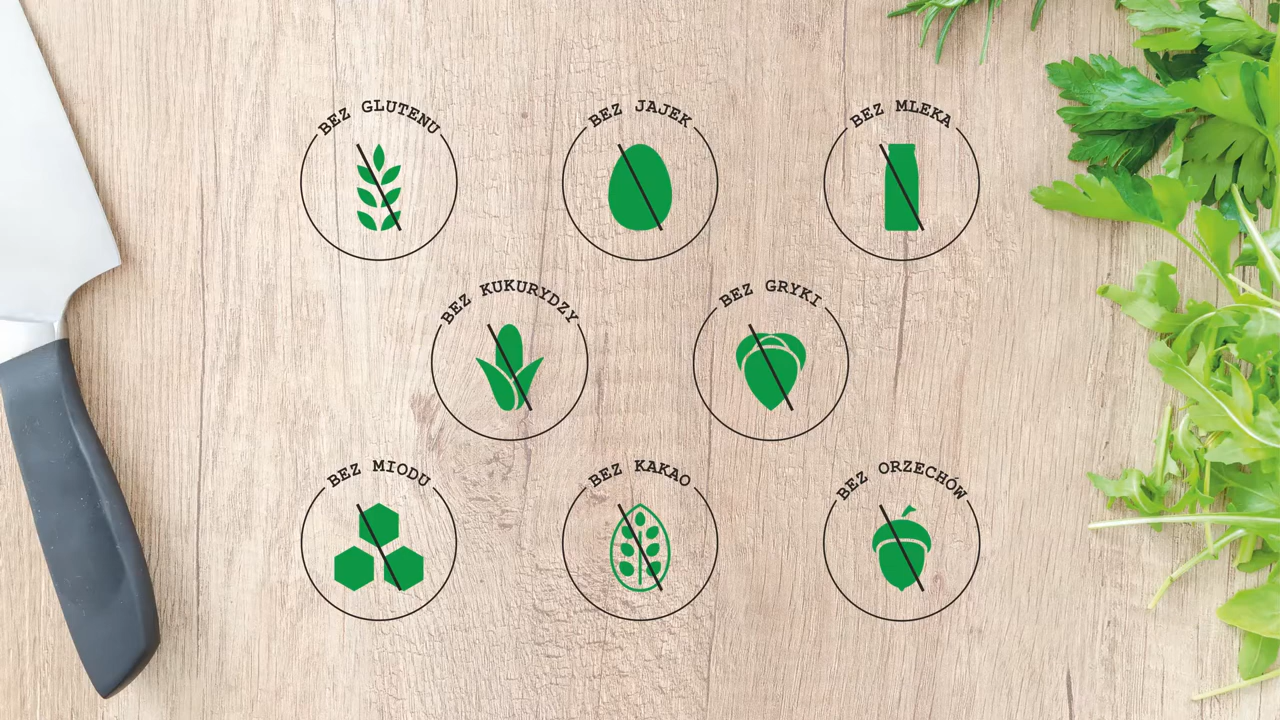 BEZ GLUTENU
BEZ JAJEK
BEZ MLEKA
BEZ KUKURYDZY
BEZ GRYKI
BEZ MIODU
BEZ KAKAO
BEZ ORZECHÓW